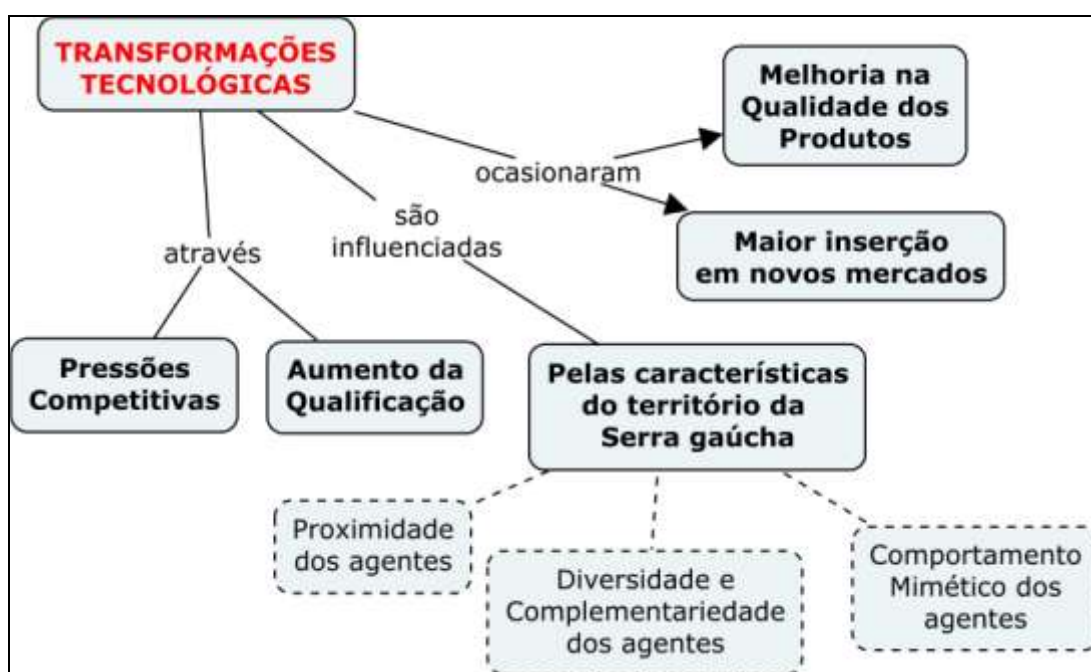 TRANSFORMAÇÕES
TECNOLÓGICAS
Melhoria na
Qualidade dos
Produtos
ocasionaram
são
influenciadas
através
Maior inserção
em novos mercados
Pressões
Competitivas
Aumento da
Qualificação
Pelas características
do território da
Serra gaúcha
Proximidade
dos agentes
Diversidade e
Complementariedade
dos agentes
Comportamento
Mimético dos
agentes